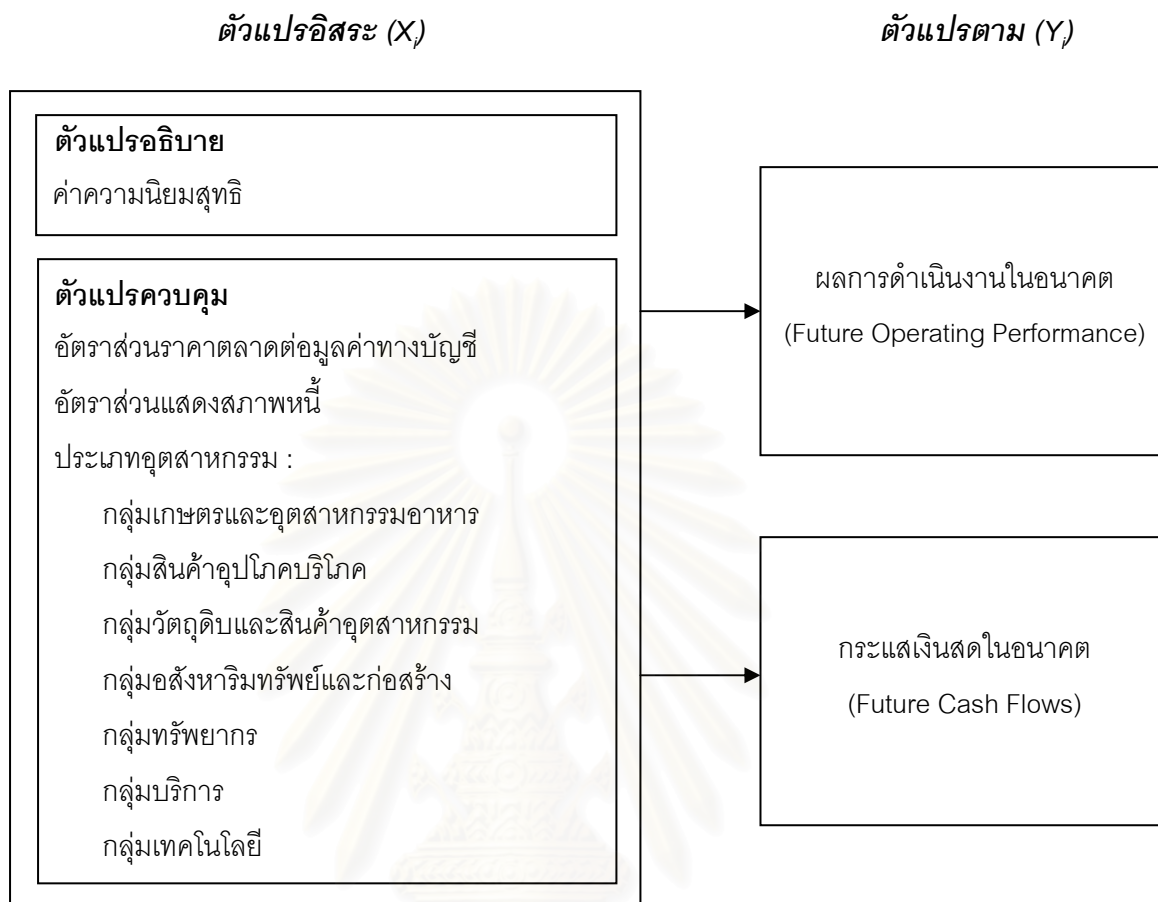 ตัวแปรอิสระ (Xi)
ตัวแปรตาม (Yi)
ตัวแปรอธิบาย
ค่าความนิยมสุทธิ
ตัวแปรควบคุม
อัตราส่วนราคาตลาดต่อมูลค่าทางบัญชี
อัตราส่วนแสดงสภาพหนี้
ประเภทอุตสาหกรรม :
กลุ่มเกษตรและอุตสาหกรรมอาหาร
กลุ่มสินค้าอุปโภคบริโภค
กลุ่มวัตถุดิบและสินค้าอุตสาหกรรม
กลุ่มอสังหาริมทรัพย์และก่อสร้าง
กลุ่มทรัพยากร
กลุ่มบริการ
กลุ่มเทคโนโลยี
ผลการดำเนินงานในอนาคต
(Future Operating Performance)
กระแสเงินสดในอนาคต
(Future Cash Flows)